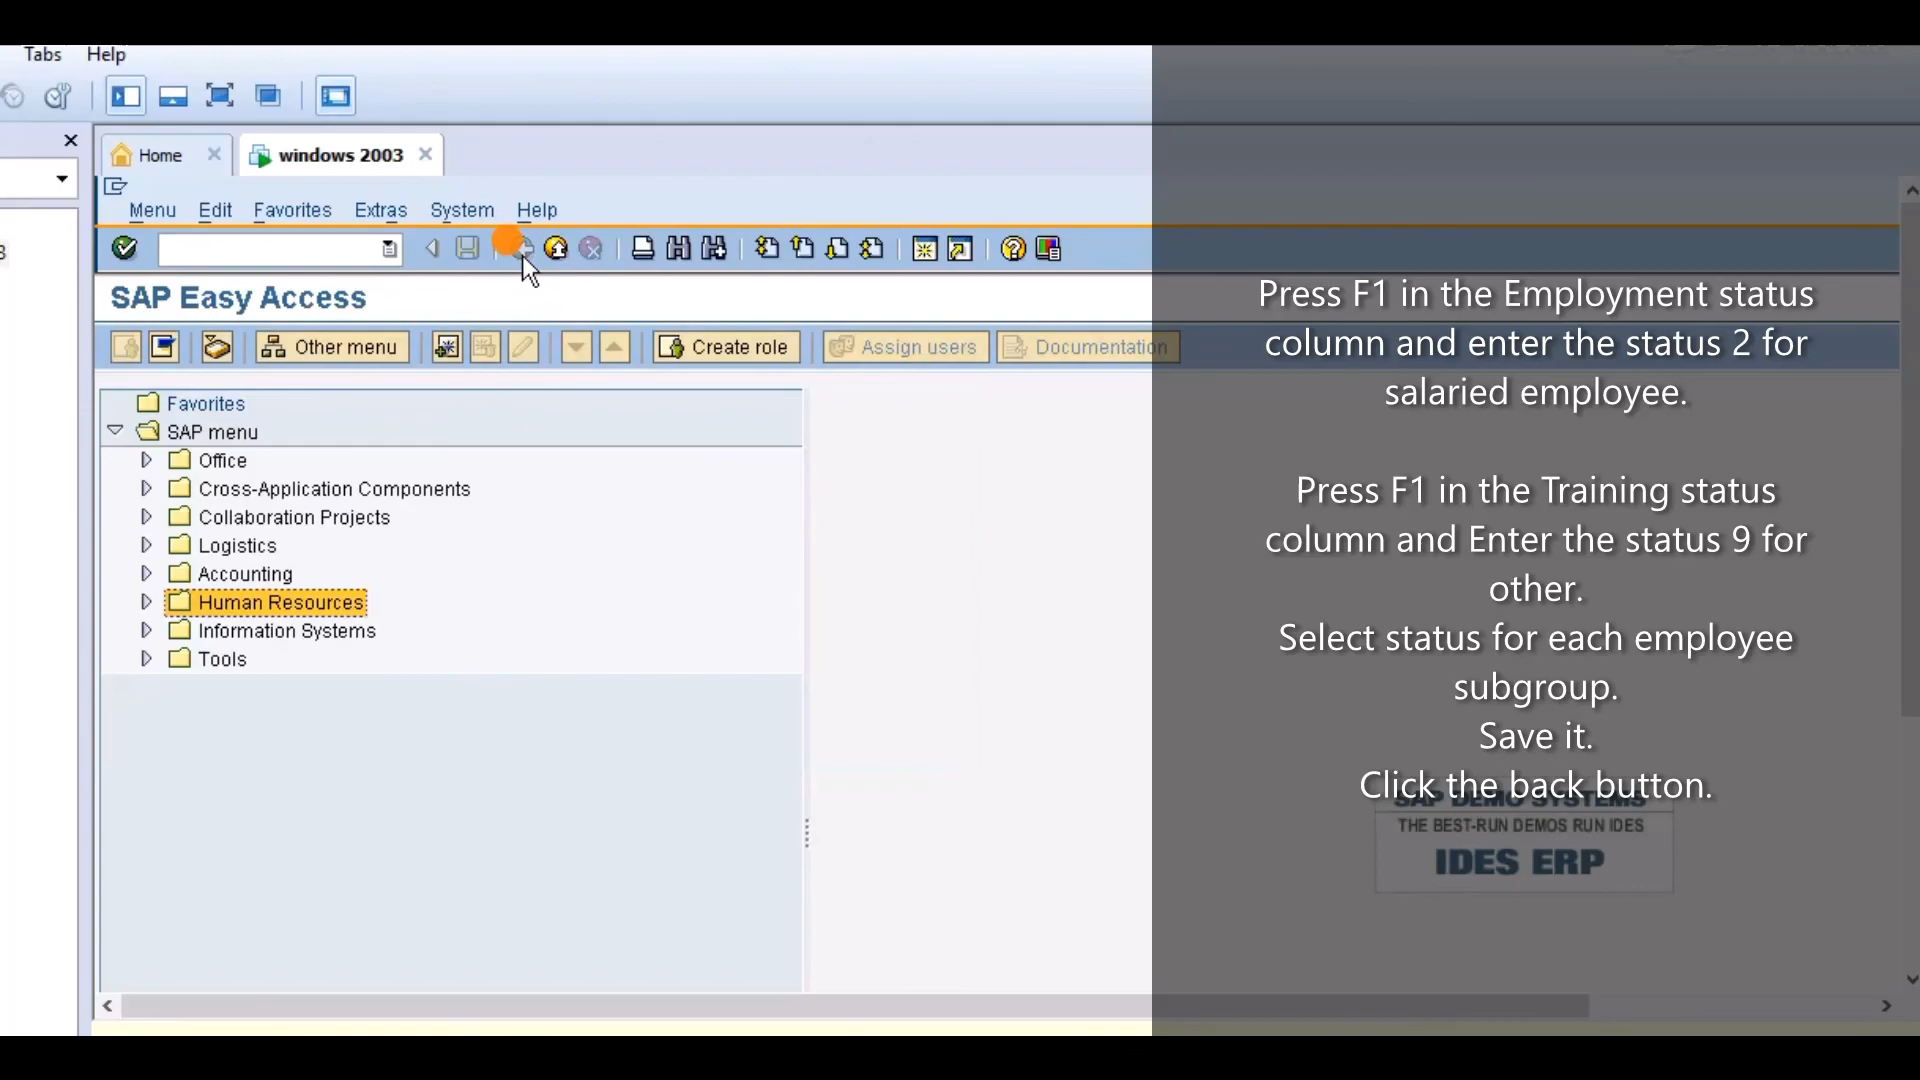 Tabs Help
Home windows 2003
Menu Edit Favorites Extras System Help
SAP Easy Access
Other menu Create role Assign users Documentation
Favorites
SAP menu
Office
Cross-Application Components
Collaboration Projects
Logistics
Accounting
Human Resources
Information Systems
Tools
Press F1 in the Employment status
column and enter the status 2 for
salaried employee.
Press F1 in the Training status
column and Enter the status 9 for
other.
Select status for each employee
subgroup.
Save it.
Click the back button.
SAP DEMO SYSTEMS
THE BEST-RUN DEMOS RUN IDES
IDES ERP